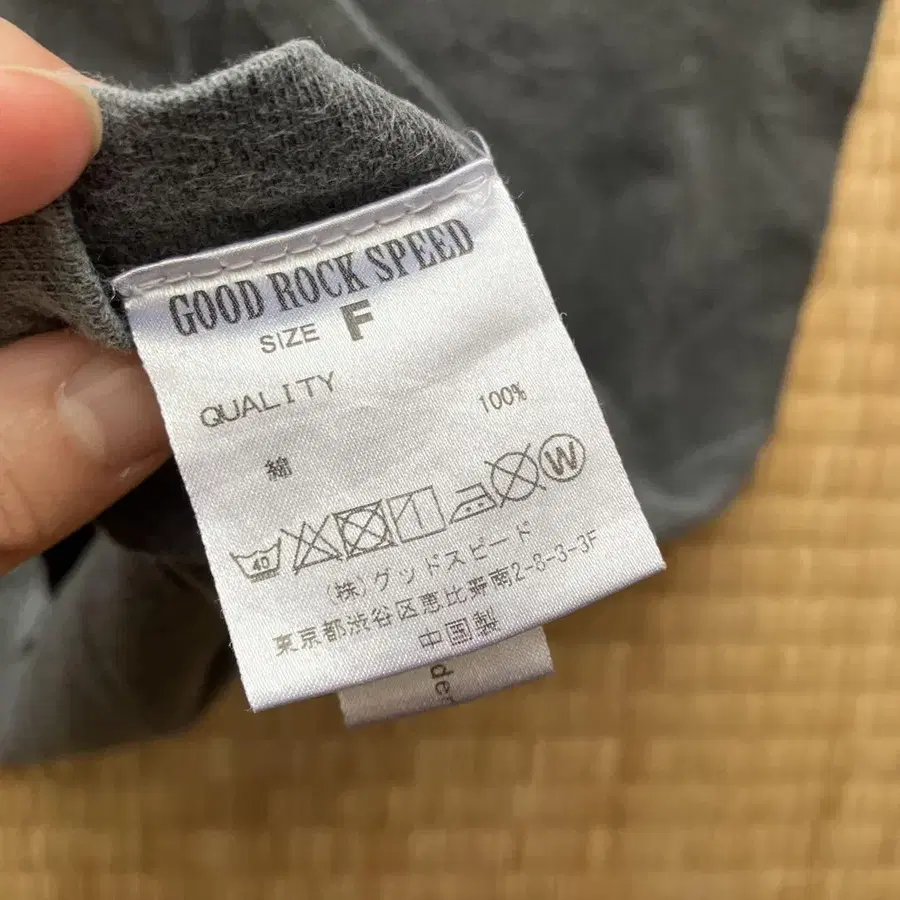 GOOD ROCK SPEED
SIZE F
QUALITY
綿 100%
40 W
(株)グッドスピード
東京都渋谷区恵比寿南2-8-3-3F
中国製
der